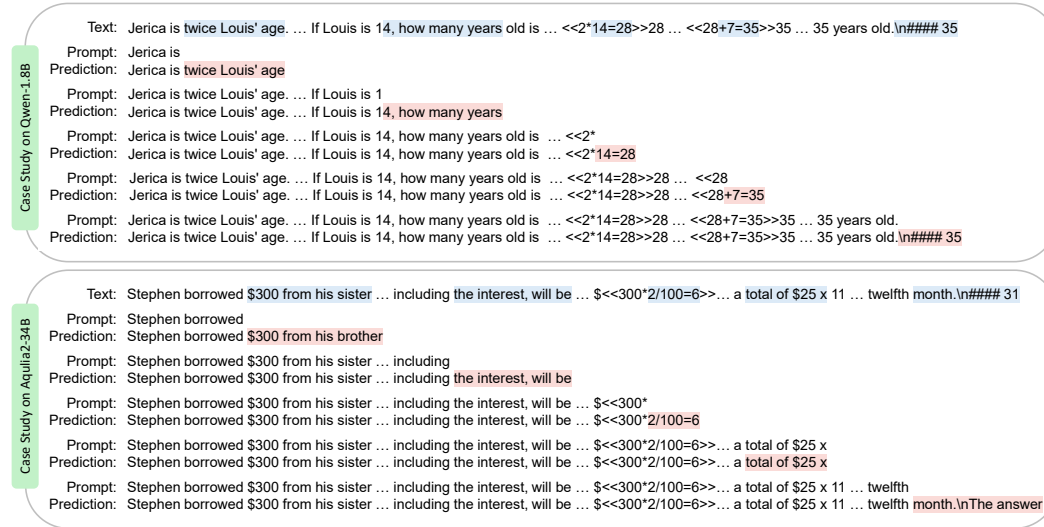 Case Study on Qwen-1.8B
Text: Jerica is twice Louis' age. … If Louis is 14, how many years old is … <<2*14=28>>28 … <<28+7=35>>35 … 35 years old.\n#### 35
Prompt: Jerica is
Prediction: Jerica is twice Louis' age
Prompt: Jerica is twice Louis' age. … If Louis is 1
Prediction: Jerica is twice Louis' age. … If Louis is 14, how many years
Prompt: Jerica is twice Louis' age. … If Louis is 14, how many years old is … <<2*
Prediction: Jerica is twice Louis' age. … If Louis is 14, how many years old is … <<2*14=28
Prompt: Jerica is twice Louis' age. … If Louis is 14, how many years old is … <<2*14=28>>28 … <<28
Prediction: Jerica is twice Louis' age. … If Louis is 14, how many years old is … <<2*14=28>>28 … <<28+7=35
Prompt: Jerica is twice Louis' age. … If Louis is 14, how many years old is … <<2*14=28>>28 … <<28+7=35>>35 … 35 years old.
Prediction: Jerica is twice Louis' age. … If Louis is 14, how many years old is … <<2*14=28>>28 … <<28+7=35>>35 … 35 years old.\n#### 35
Case Study on Aqulia2-34B
Text: Stephen borrowed $300 from his sister … including the interest, will be … $<<300*2/100=6>>… a total of $25 x 11 … twelfth month.\n#### 31
Prompt: Stephen borrowed
Prediction: Stephen borrowed $300 from his brother
Prompt: Stephen borrowed $300 from his sister … including
Prediction: Stephen borrowed $300 from his sister … including the interest, will be
Prompt: Stephen borrowed $300 from his sister … including the interest, will be … $<<300*
Prediction: Stephen borrowed $300 from his sister … including the interest, will be … $<<300*2/100=6
Prompt: Stephen borrowed $300 from his sister … including the interest, will be … $<<300*2/100=6>>… a total of $25 x
Prediction: Stephen borrowed $300 from his sister … including the interest, will be … $<<300*2/100=6>>… a total of $25 x
Prompt: Stephen borrowed $300 from his sister … including the interest, will be … $<<300*2/100=6>>… a total of $25 x 11 … twelfth
Prediction: Stephen borrowed $300 from his sister … including the interest, will be … $<<300*2/100=6>>… a total of $25 x 11 … twelfth month.\nThe answer